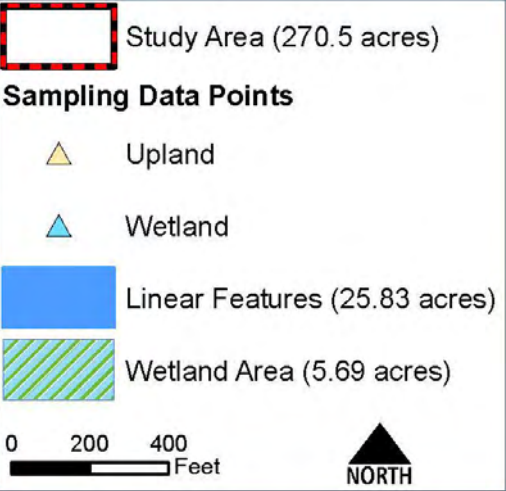 Study Area (270.5 acres)
Sampling Data Points
Upland
Wetland
Linear Features (25.83 acres)
Wetland Area (5.69 acres)
0 200 400
Feet
NORTH